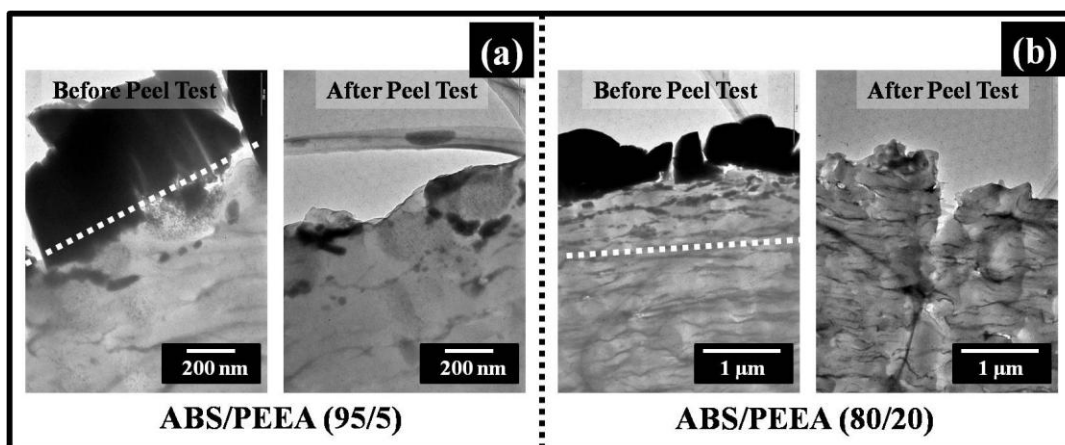 (a)
Before Peel Test
After Peel Test
200 nm
200 nm
ABS/PEEA (95/5)
(b)
Before Peel Test
After Peel Test
1 μm
1 μm
ABS/PEEA (80/20)